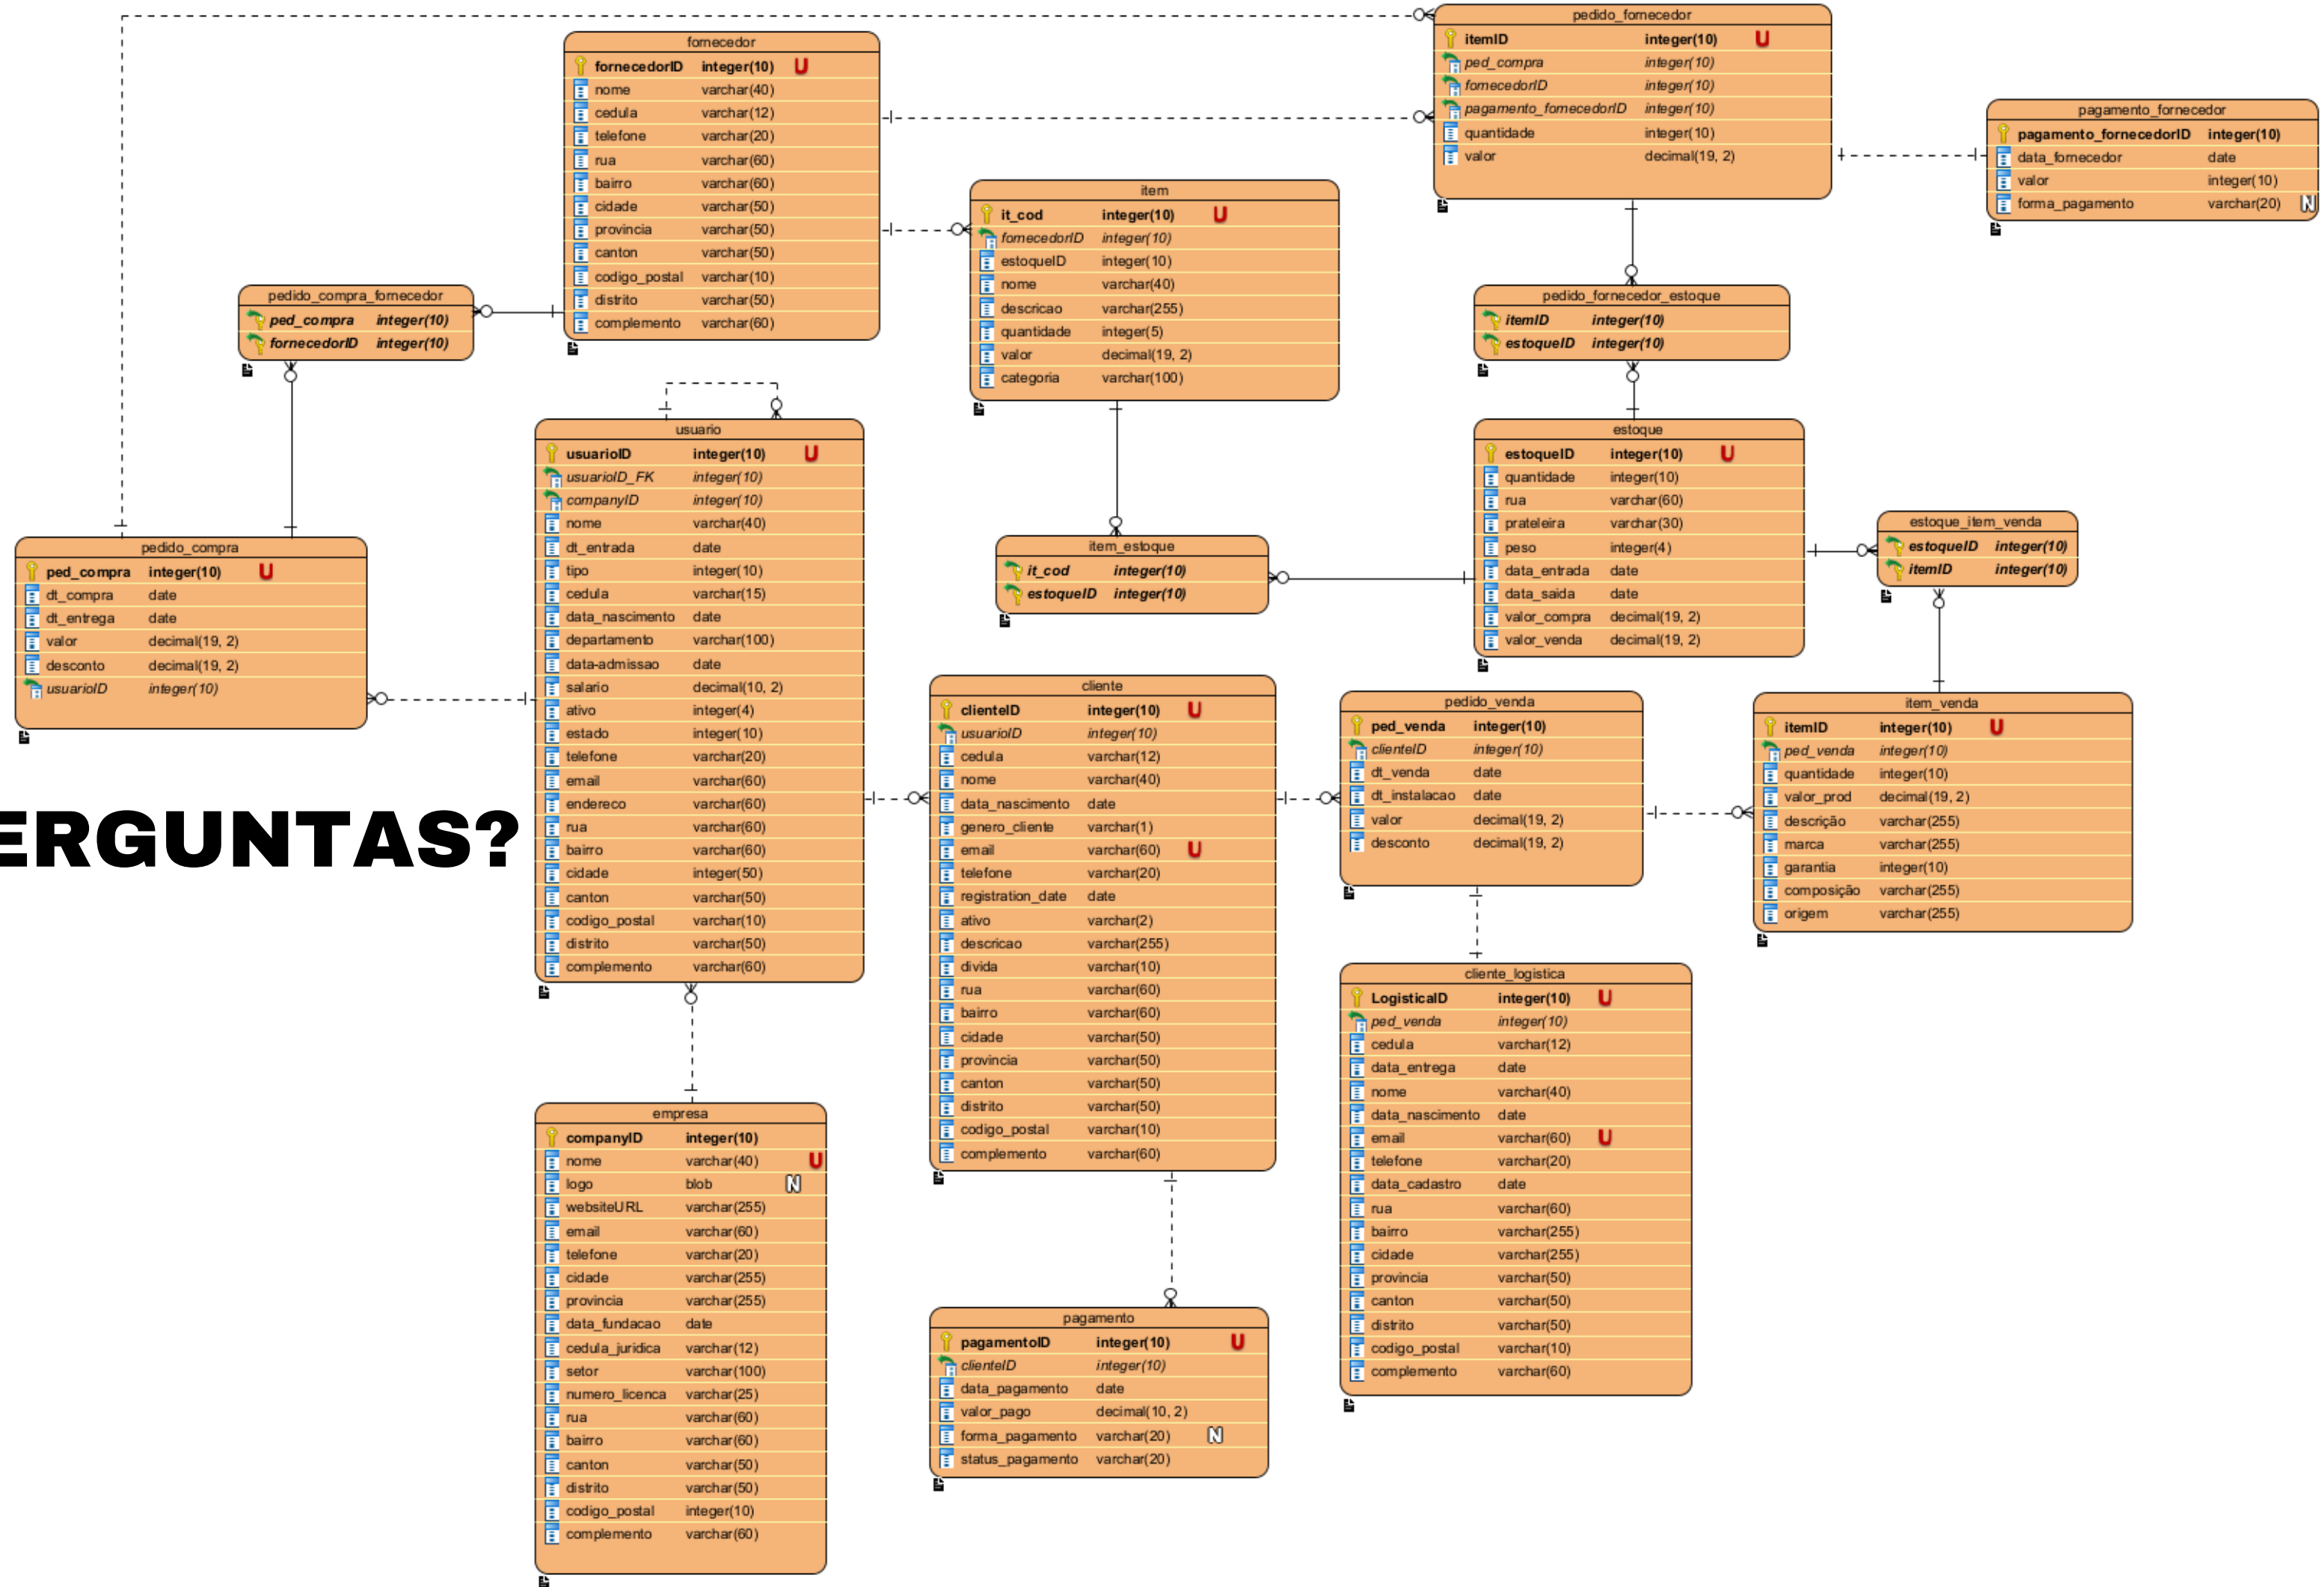 pedido_fornecedor
itemID integer(10) U
ped_compra integer(10)
fornecedorID integer(10)
pagamento_fornecedorID integer(10)
quantidade integer(10)
valor decimal(19, 2)
fornecedor
fornecedorID integer(10) U
nome varchar(40)
cedula varchar(12)
telefone varchar(20)
rua varchar(60)
bairro varchar(60)
cidade varchar(50)
provincia varchar(50)
canton varchar(50)
codigo_postal varchar(10)
distrito varchar(50)
complemento varchar(60)
pagamento_fornecedor
pagamento_fornecedorID integer(10)
data_fornecedor date
valor integer(10)
forma_pagamento varchar(20) N
item
it_cod integer(10) U
fornecedorID integer(10)
estoqueID integer(10)
nome varchar(40)
descricao varchar(255)
quantidade integer(5)
valor decimal(19, 2)
categoria varchar(100)
pedido_compra_fornecedor
ped_compra integer(10)
fornecedorID integer(10)
pedido_fornecedor_estoque
itemID integer(10)
estoqueID integer(10)
usuario
usuarioID integer(10) U
usuarioID_FK integer(10)
companyID integer(10)
nome varchar(40)
dt_entrada date
tipo integer(10)
cedula varchar(15)
data_nascimento date
departamento varchar(100)
data-admissao date
salario decimal(10, 2)
ativo integer(4)
estado integer(10)
telefone varchar(20)
email varchar(60)
endereco varchar(60)
rua varchar(60)
bairro varchar(60)
cidade integer(50)
canton varchar(50)
codigo_postal varchar(10)
distrito varchar(50)
complemento varchar(60)
estoque
estoqueID integer(10) U
quantidade integer(10)
rua varchar(60)
prateleira varchar(30)
peso integer(4)
data_entrada date
data_saida date
valor_compra decimal(19, 2)
valor_venda decimal(19, 2)
estoque_item_venda
estoqueID integer(10)
itemID integer(10)
pedido_compra
ped_compra integer(10) U
dt_compra date
dt_entrega date
valor decimal(19, 2)
desconto decimal(19, 2)
usuarioID integer(10)
item_estoque
it_cod integer(10)
estoqueID integer(10)
cliente
clienteID integer(10) U
usuarioID integer(10)
cedula varchar(12)
nome varchar(40)
data_nascimento date
genero_cliente varchar(1)
email varchar(60) U
telefone varchar(20)
registration_date date
ativo varchar(2)
descricao varchar(255)
divida varchar(10)
rua varchar(60)
bairro varchar(60)
cidade varchar(50)
provincia varchar(50)
canton varchar(50)
distrito varchar(50)
codigo_postal varchar(10)
complemento varchar(60)
pedido_venda
ped_venda integer(10)
clienteID integer(10)
dt_venda date
dt_instalacao date
valor decimal(19, 2)
desconto decimal(19, 2)
item_venda
itemID integer(10) U
ped_venda integer(10)
quantidade integer(10)
valor_prod decimal(19, 2)
descrição varchar(255)
marca varchar(255)
garantia integer(10)
composição varchar(255)
origem varchar(255)
ERGUNTAS?
cliente_logistica
LogisticaID integer(10) U
ped_venda integer(10)
cedula varchar(12)
data_entrega date
nome varchar(40)
data_nascimento date
email varchar(60) U
telefone varchar(20)
data_cadastro date
rua varchar(60)
bairro varchar(255)
cidade varchar(255)
provincia varchar(50)
canton varchar(50)
distrito varchar(50)
codigo_postal varchar(10)
complemento varchar(60)
empresa
companyID integer(10)
nome varchar(40) U
logo blob N
websiteURL varchar(255)
email varchar(60)
telefone varchar(20)
cidade varchar(255)
provincia varchar(255)
data_fundacao date
cedula_juridica varchar(12)
setor varchar(100)
numero_licenca varchar(25)
rua varchar(60)
bairro varchar(60)
canton varchar(50)
distrito varchar(50)
codigo_postal integer(10)
complemento varchar(60)
pagamento
pagamentoID integer(10) U
clienteID integer(10)
data_pagamento date
valor_pago decimal(10, 2)
forma_pagamento varchar(20) N
status_pagamento varchar(20)